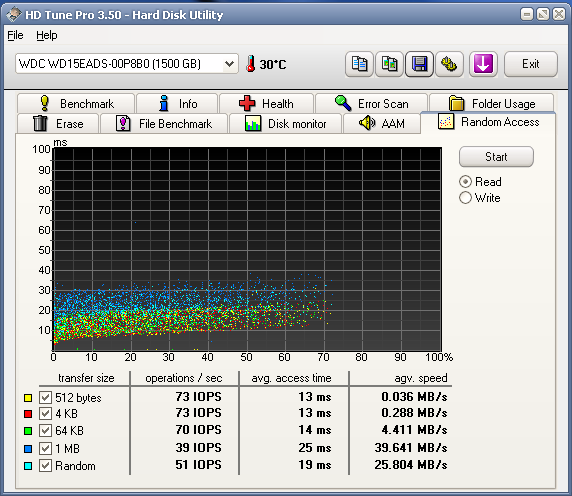 HD Tune Pro 3.50 - Hard Disk Utility
File Help
WDC WD15EADS-00P8B0 (1500 GB) 30°C Exit
Benchmark Info Health Error Scan Folder Usage
Erase File Benchmark Disk monitor AAM Random Access
ms
100
90
80
70
60
50
40
30
20
10
0 10 20 30 40 50 60 70 80 90 100%
Start
Read
Write
transfer size operations / sec avg. access time agv. speed
512 bytes 73 IOPS 13 ms 0.036 MB/s
4 KB 73 IOPS 13 ms 0.288 MB/s
64 KB 70 IOPS 14 ms 4.411 MB/s
1 MB 39 IOPS 25 ms 39.641 MB/s
Random 51 IOPS 19 ms 25.804 MB/s